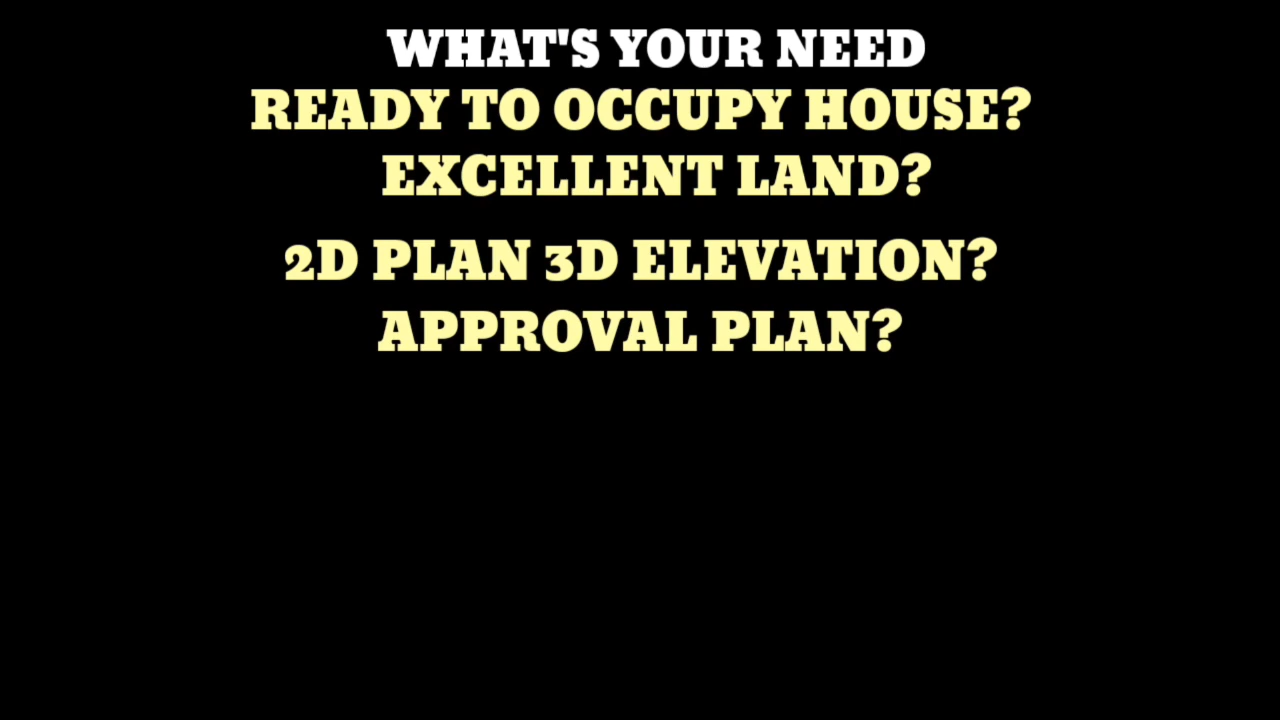 WHAT'S YOUR NEED
READY TO OCCUPY HOUSE?
EXCELLENT LAND?
2D PLAN 3D ELEVATION?
APPROVAL PLAN?